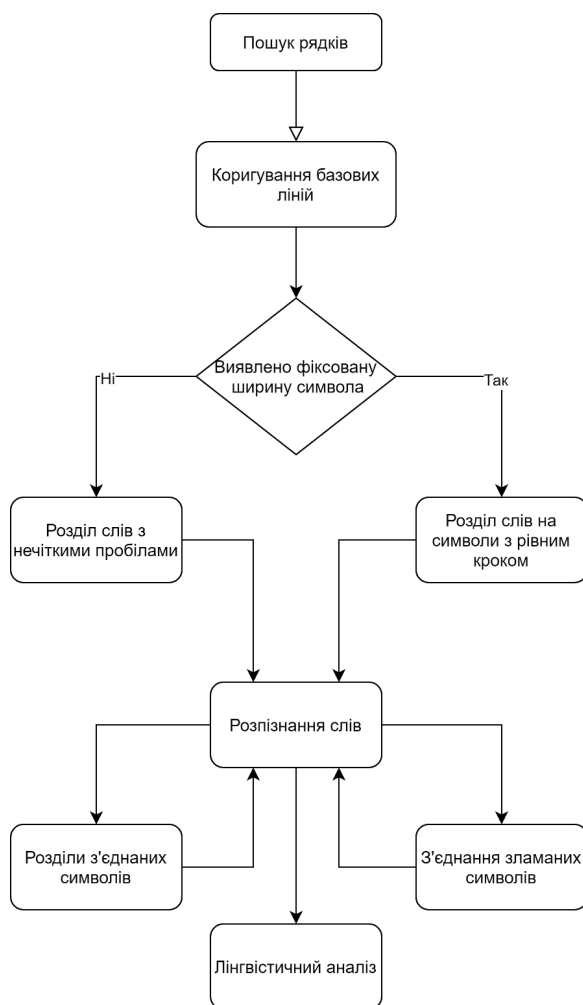 Пошук рядків
Коригування базових
ліній
Виявлено фіксовану
ширину символа
Ні
Так
Розділ слів з
нечіткими пробілами
Розділ слів на
символи з рівним
кроком
Розпізнання слів
Розділи з'єднаних
символів
З'єднання зламаних
символів
Лінгвістичний аналіз